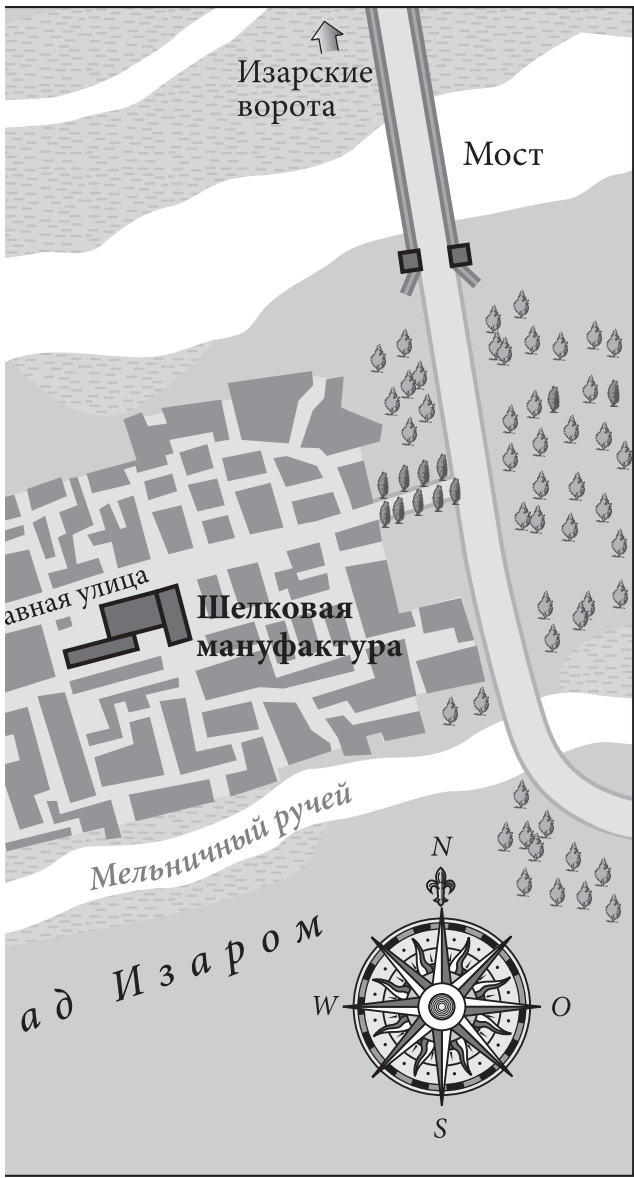 Изарские
ворота
Мост
авная улица
Шелковая
мануфактура
Мельничный ручей
ад Изаром
N
W
O
S